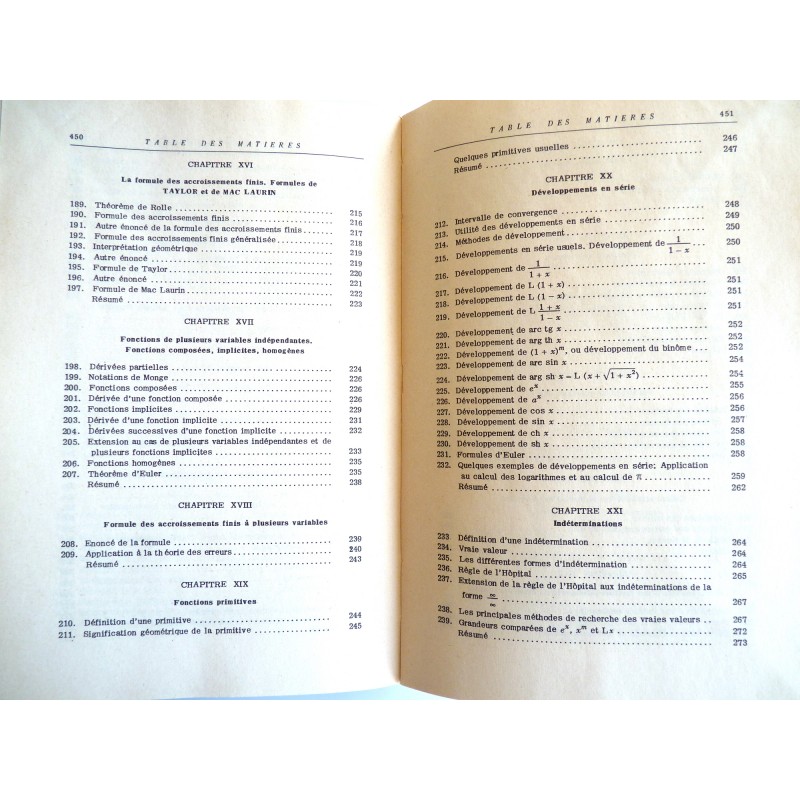 450
TABLE DES MATIERES
CHAPITRE XVI
La formule des accroissements finis. Formules de
TAYLOR et de MAC LAURIN
189. Théorème de Rolle 215
190. Formule des accroissements finis 216
191. Autre énoncé de la formule des accroissements finis 217
192. Formule des accroissements finis généralisée 218
193. Interprétation géométrique 219
194. Autre énoncé 219
195. Formule de Taylor 220
196. Autre énoncé 221
197. Formule de Mac Laurin 222
Résumé 223
CHAPITRE XVII
Fonctions de plusieurs variables indépendantes.
Fonctions composées, implicites, homogènes
198. Dérivées partielles 224
199. Notations de Monge 226
200. Fonctions composées 226
201. Dérivée d'une fonction composée 226
202. Fonctions implicites 228
203. Dérivée d'une fonction implicite 231
204. Dérivées successives d'une fonction implicite 232
205. Extension au cas de plusieurs variables indépendantes et de
plusieurs fonctions implicites 233
206. Fonctions homogènes 235
207. Théorème d'Euler 235
Résumé 238
CHAPITRE XVIII
Formule des accroissements finis à plusieurs variables
208. Enoncé de la formule 239
209. Application à la théorie des erreurs 240
Résumé 243
CHAPITRE XIX
Fonctions primitives
210. Définition d'une primitive 244
211. Signification géométrique de la primitive 245
TABLE DES MATIERES
451
Quelques primitives usuelles 246
Résumé 247
CHAPITRE XX
Développements en série
212. Intervalle de convergence 248
213. Utilité des développements en série 249
214. Méthodes de développement 250
215. Développements en série usuels. Développement de 1/(1 - x) 250
216. Développement de 1/(1 + x) 251
217. Développement de L (1 + x) 251
218. Développement de L (1 - x) 251
219. Développement de L (1 + x)/(1 - x) 251
220. Développement de arc tg x 252
221. Développement de arg th x 252
222. Développement de (1 + x)^m, ou développement du binôme 252
223. Développement de arc sin x 254
224. Développement de arg sh x = L (x + √(1 + x²) ) 254
225. Développement de e^x 255
226. Développement de a^x 256
227. Développement de cos x 256
228. Développement de sin x 257
229. Développement de ch x 258
230. Développement de sh x 258
231. Formules d'Euler 258
232. Quelques exemples de développements en série: Application
au calcul des logarithmes et au calcul de π 259
Résumé 262
CHAPITRE XXI
Indéterminations
233 Définition d'une indétermination 264
234. Vraie valeur 264
235. Les différentes formes d'indétermination 264
236. Règle de l'Hôpital 265
237. Extension de la règle de l'Hôpital aux indéterminations de la
forme ∞/∞ 267
238. Les principales méthodes de recherche des vraies valeurs 267
239. Grandeurs comparées de e^x, x^m et Lx 272
Résumé 273